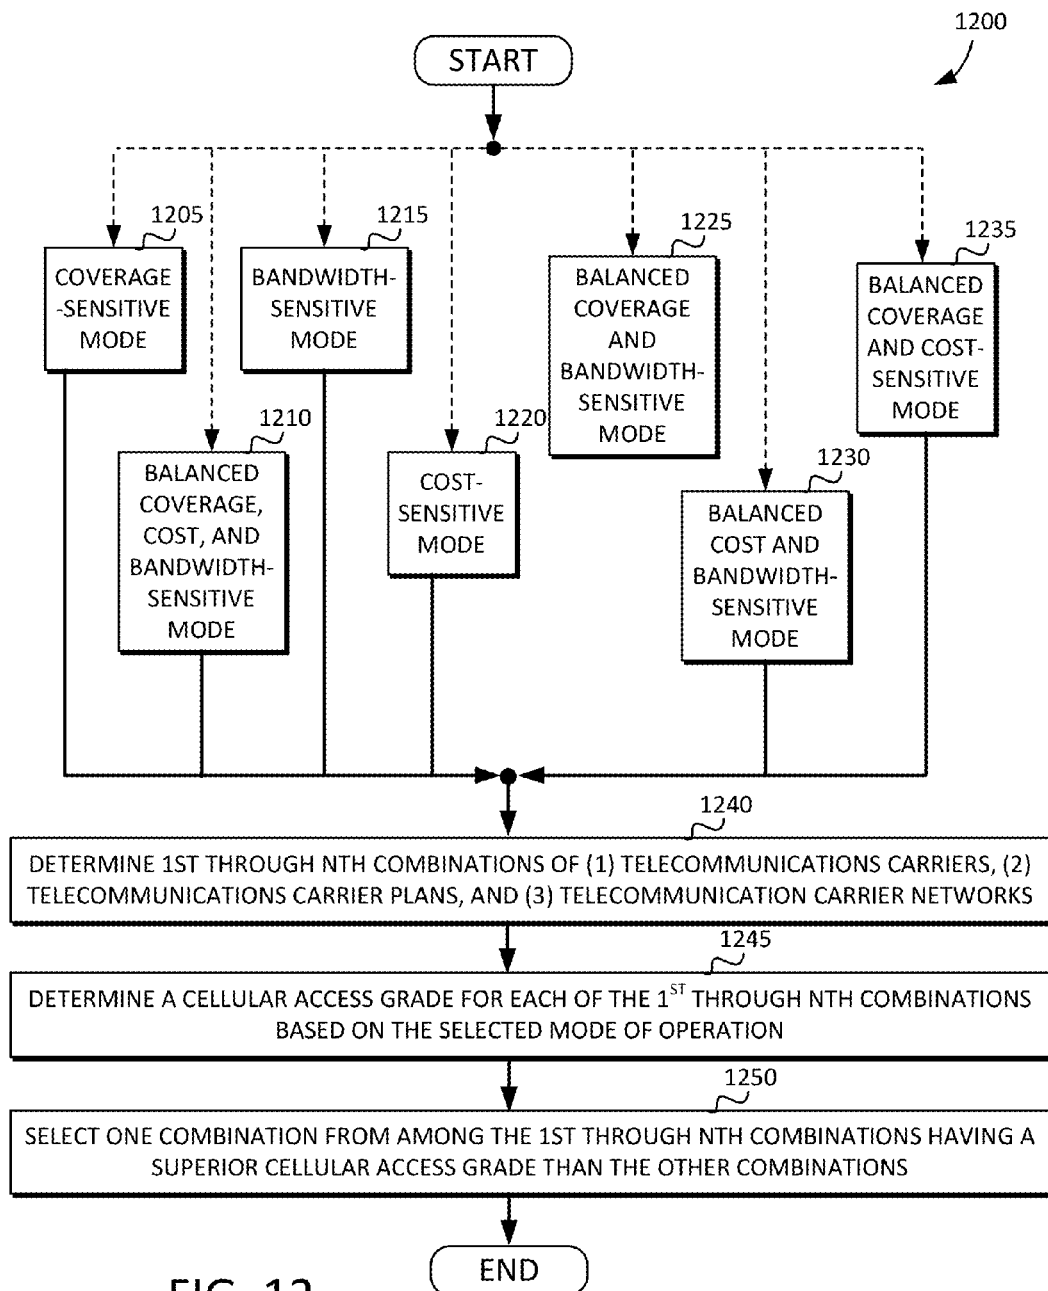 1200
START
1205
COVERAGE
-SENSITIVE
MODE
1215
BANDWIDTH-
SENSITIVE
MODE
1225
BALANCED
COVERAGE
AND
BANDWIDTH-
SENSITIVE
MODE
1235
BALANCED
COVERAGE
AND COST-
SENSITIVE
MODE
1210
BALANCED
COVERAGE,
COST, AND
BANDWIDTH-
SENSITIVE
MODE
1220
COST-
SENSITIVE
MODE
1230
BALANCED
COST AND
BANDWIDTH-
SENSITIVE
MODE
1240
DETERMINE 1ST THROUGH NTH COMBINATIONS OF (1) TELECOMMUNICATIONS CARRIERS, (2)
TELECOMMUNICATIONS CARRIER PLANS, AND (3) TELECOMMUNICATION CARRIER NETWORKS
1245
DETERMINE A CELLULAR ACCESS GRADE FOR EACH OF THE 1ST THROUGH NTH COMBINATIONS
BASED ON THE SELECTED MODE OF OPERATION
1250
SELECT ONE COMBINATION FROM AMONG THE 1ST THROUGH NTH COMBINATIONS HAVING A
SUPERIOR CELLULAR ACCESS GRADE THAN THE OTHER COMBINATIONS
END